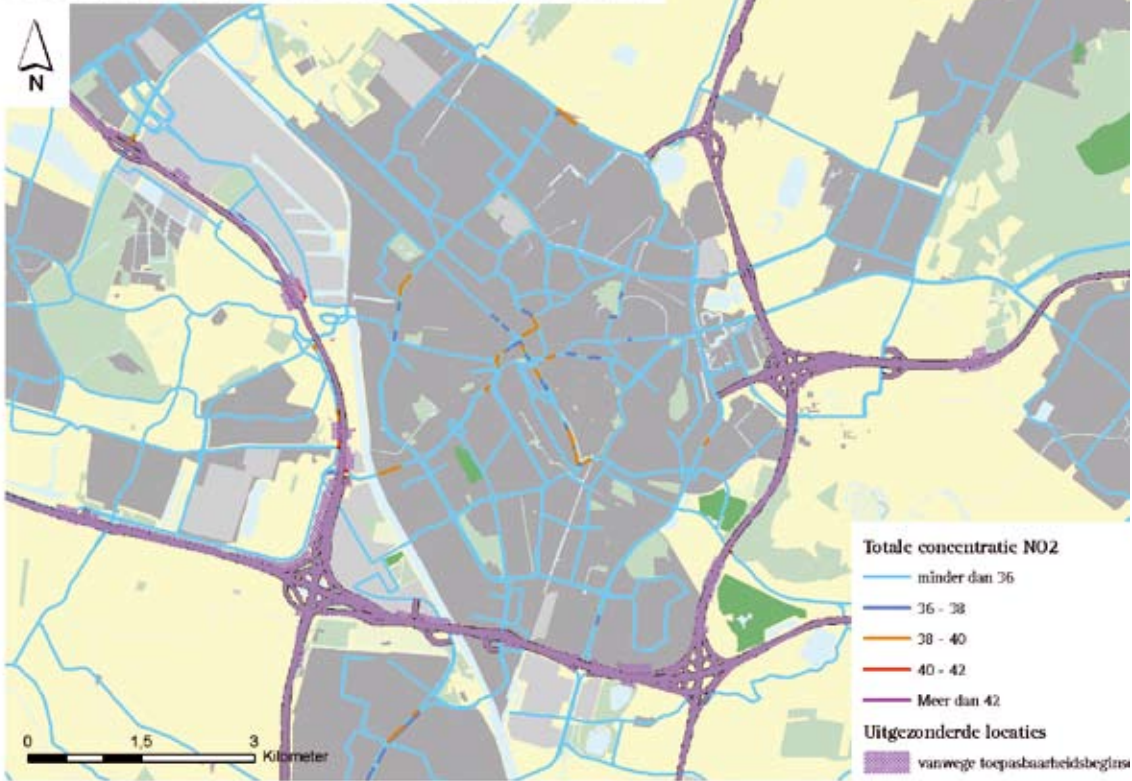 N
Totale concentratie NO2
minder dan 36
36 - 38
38 - 40
40 - 42
Meer dan 42
Uitgezonderde locaties
vanwege
0 1,5 3 Kilometer